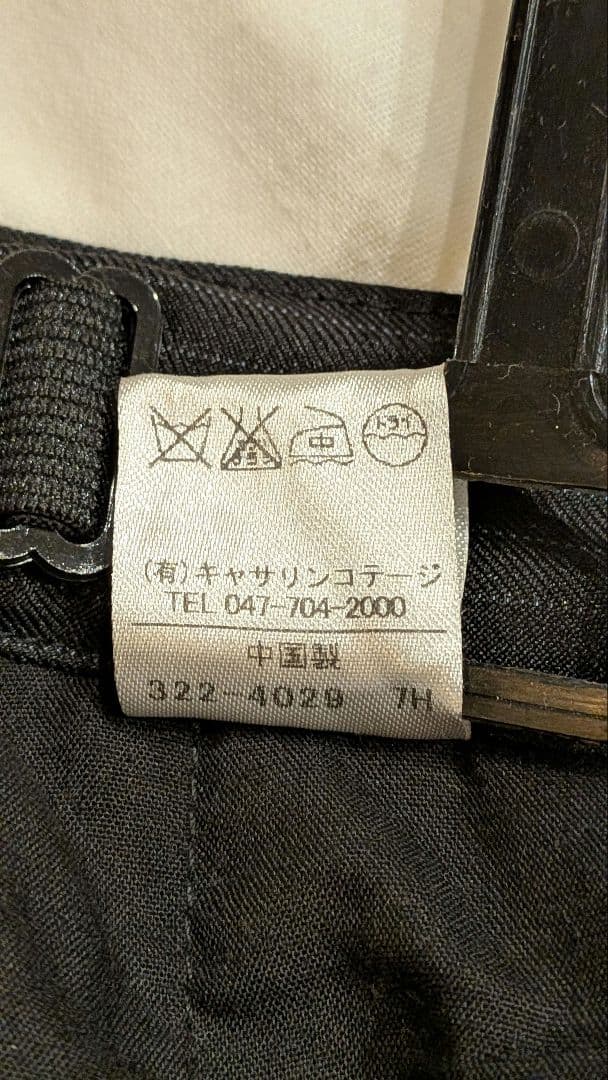 中 ドライ
(有)キャサリンコテージ
TEL 047-704-2000
中国製
322-4029 7H